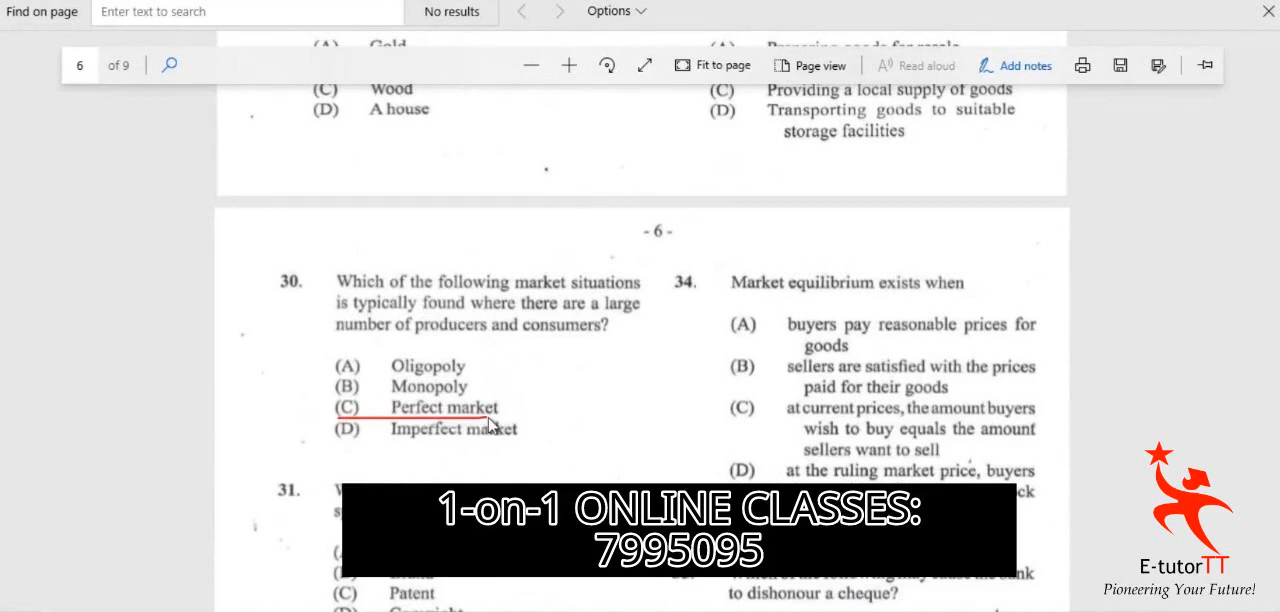 Find on page
Enter text to search
No results
Options
6 of 9
Fit to page
Page view
Read aloud
Add notes
(A) Gold
(C) Wood
(D) A house
(C) Providing a local supply of goods
(D) Transporting goods to suitable
storage facilities
- 6 -
30. Which of the following market situations
is typically found where there are a large
number of producers and consumers?
(A) Oligopoly
(B) Monopoly
(C) Perfect market
(D) Imperfect market
31.
(C) Patent
34. Market equilibrium exists when
(A) buyers pay reasonable prices for
goods
(B) sellers are satisfied with the prices
paid for their goods
(C) at current prices, the amount buyers
wish to buy equals the amount
sellers want to sell
(D) at the ruling market price, buyers
to dishonour a cheque?
1-on-1 ONLINE CLASSES:
7995095
E-tutorTT
Pioneering Your Future!